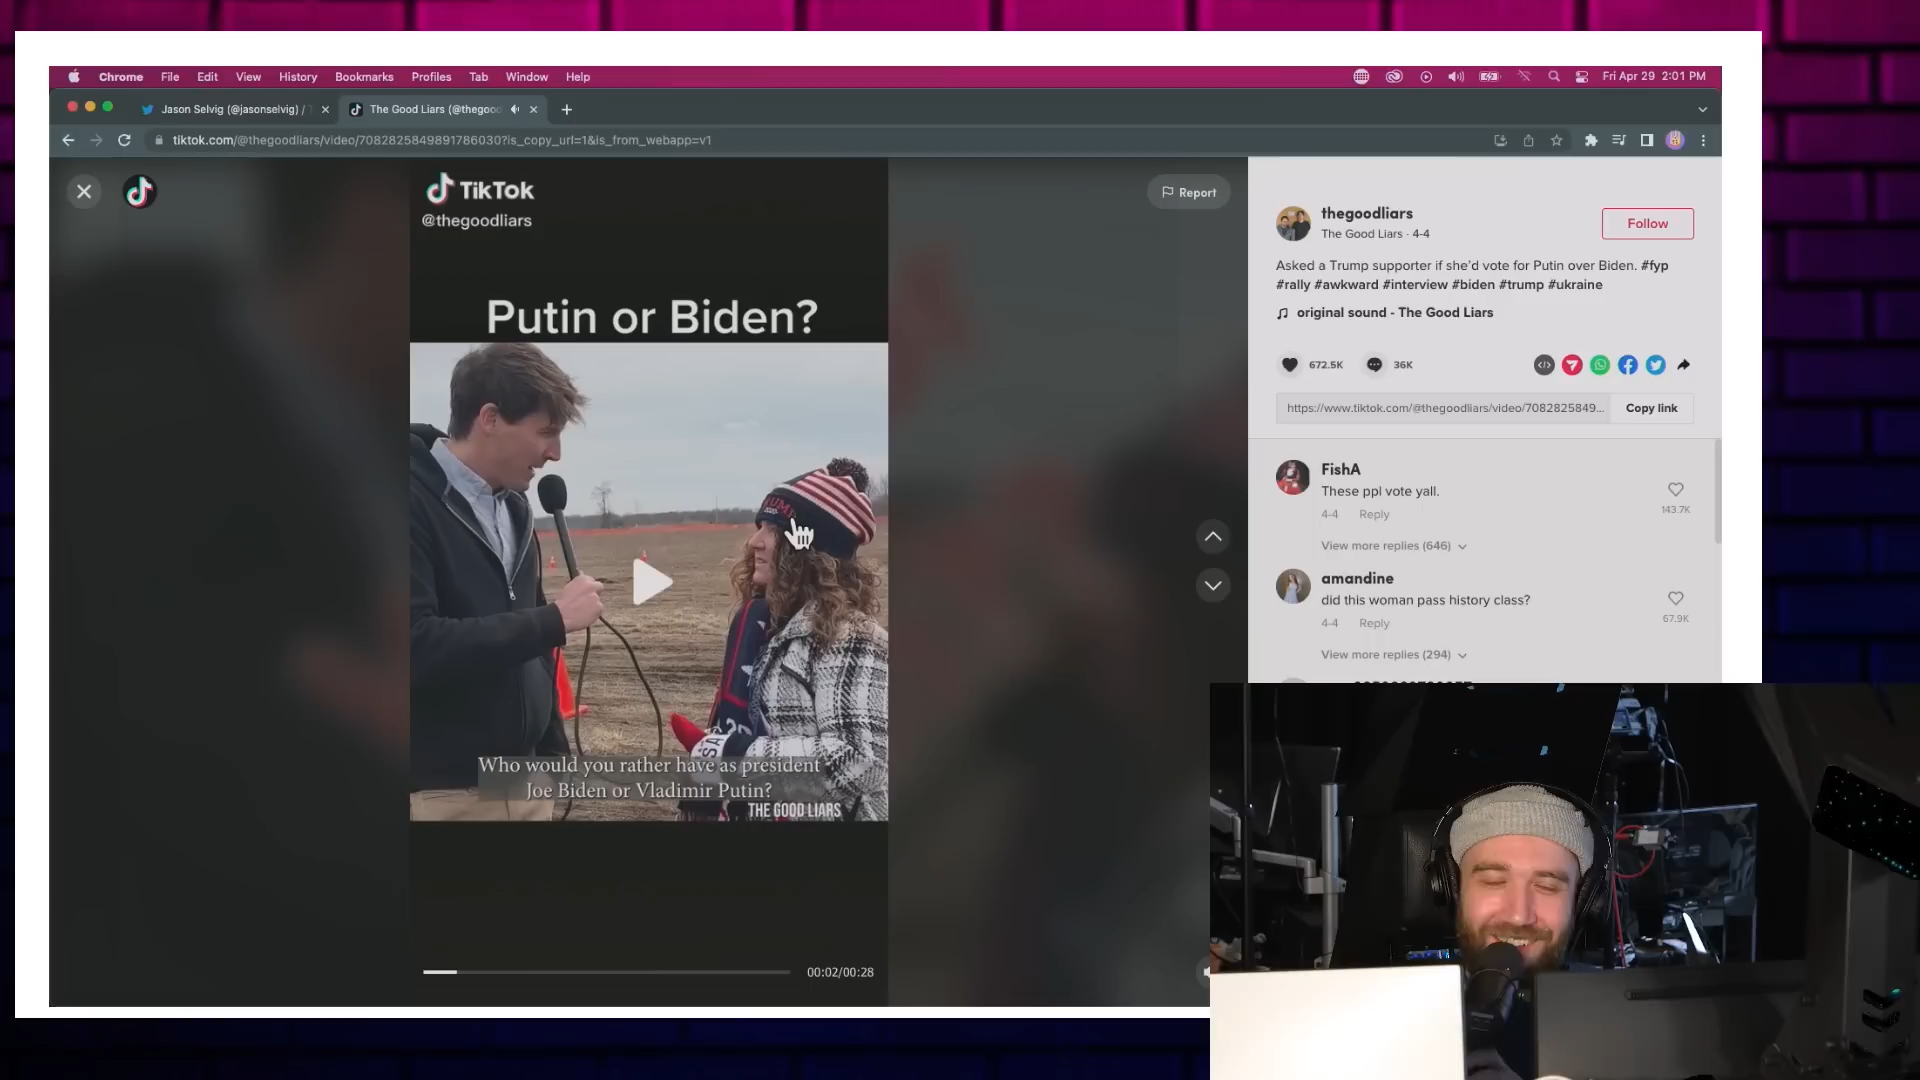 Chrome File Edit View History Bookmarks Profiles Tab Window Help
Fri Apr 29 2:01 PM
Jason Selvig (@jasonselvig) /
The Good Liars (@thegood
tiktok.com/@thegoodliars/video/7082825849891786030?is_copy_url=1&is_from_webapp=v1
TikTok
@thegoodliars
Report
Putin or Biden?
TRUMP
Who would you rather have as president
Joe Biden or Vladimir Putin?
THE GOOD LIARS
00:02/00:28
thegoodliars
The Good Liars · 4-4
Follow
Asked a Trump supporter if she'd vote for Putin over Biden. #fyp
#rally #awkward #interview #biden #trump #ukraine
original sound - The Good Liars
672.5K
36K
https://www.tiktok.com/@thegoodliars/video/7082825849...
Copy link
FishA
These ppl vote yall.
4-4 Reply
143.7K
View more replies (646)
amandine
did this woman pass history class?
4-4 Reply
67.9K
View more replies (294)